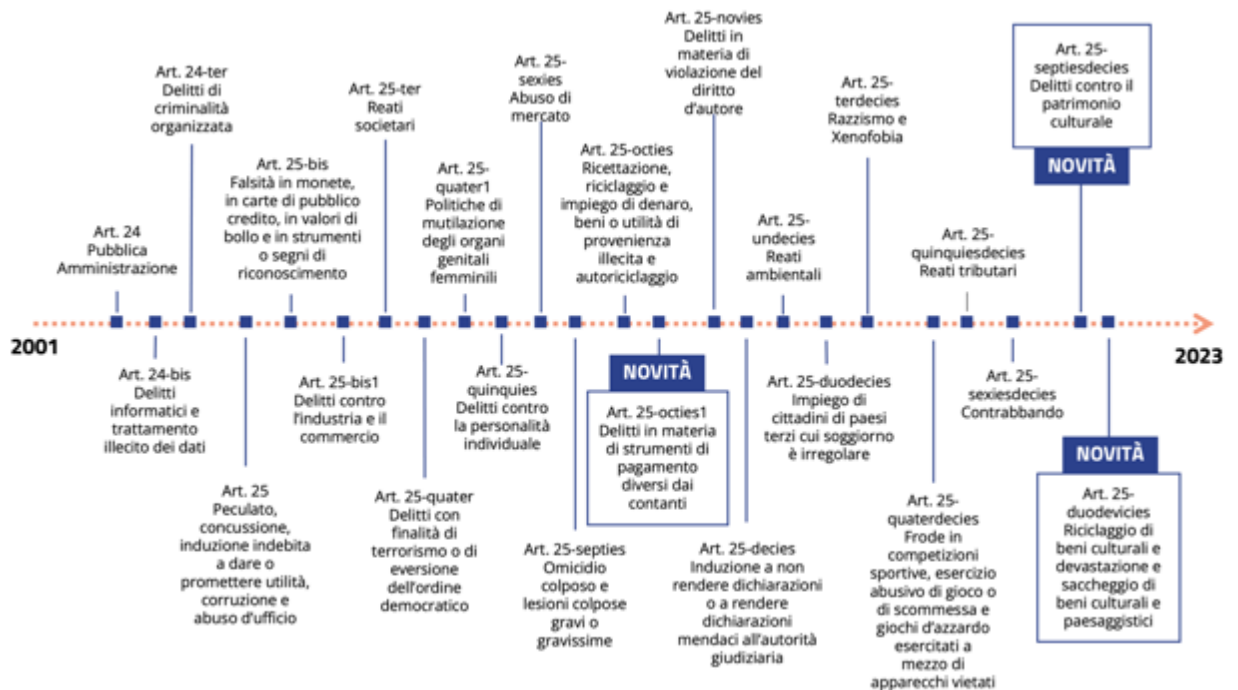 Art. 24
Pubblica
Amministrazione
Art. 24-ter
Delitti di
criminalità
organizzata
Art. 25-bis
Falsità in monete,
in carte di pubblico
credito, in valori di
bollo e in strumenti
o segni di
riconoscimento
Art. 25-ter
Reati
societari
Art. 25-
quater1
Politiche di
mutilazione
degli organi
genitali
femminili
Art. 25-
sexies
Abuso di
mercato
Art. 25-octies
Ricettazione,
riciclaggio e
impiego di denaro,
beni o utilità di
provenienza
illecita e
autoriciclaggio
Art. 25-novies
Delitti in
materia di
violazione del
diritto
d'autore
Art. 25-
undecies
Reati
ambientali
Art. 25-
terdecies
Razzismo e
Xenofobia
Art. 25-
quinquiesdecies
Reati tributari
Art. 25-
septiesdecies
Delitti contro il
patrimonio
culturale
NOVITÀ
2001
2023
Art. 24-bis
Delitti
informatici e
trattamento
illecito dei dati
Art. 25
Peculato,
concussione,
induzione indebita
a dare o
promettere utilità,
corruzione e
abuso d'ufficio
Art. 25-bis1
Delitti contro
l'industria e il
commercio
Art. 25-quater
Delitti con
finalità di
terrorismo o di
eversione
dell'ordine
democratico
Art. 25-
quinquies
Delitti contro
la personalità
individuale
Art. 25-septies
Omicidio
colposo e
lesioni colpose
gravi o
gravissime
NOVITÀ
Art. 25-octies1
Delitti in materia
di strumenti di
pagamento
diversi dai
contanti
Art. 25-decies
Induzione a non
rendere dichiarazioni
o a rendere
dichiarazioni
mendaci all'autorità
giudiziaria
Art. 25-duodecies
Impiego di
cittadini di paesi
terzi cui soggiorno
è irregolare
Art. 25-
quaterdecies
Frode in
competizioni
sportive, esercizio
abusivo di gioco o
di scommessa e
giochi d'azzardo
esercitati a
mezzo di
apparecchi vietati
Art. 25-
sexiesdecies
Contrabbando
NOVITÀ
Art. 25-
duodevicies
Riciclaggio di
beni culturali e
devastazione e
saccheggio di
beni culturali e
paesaggistici